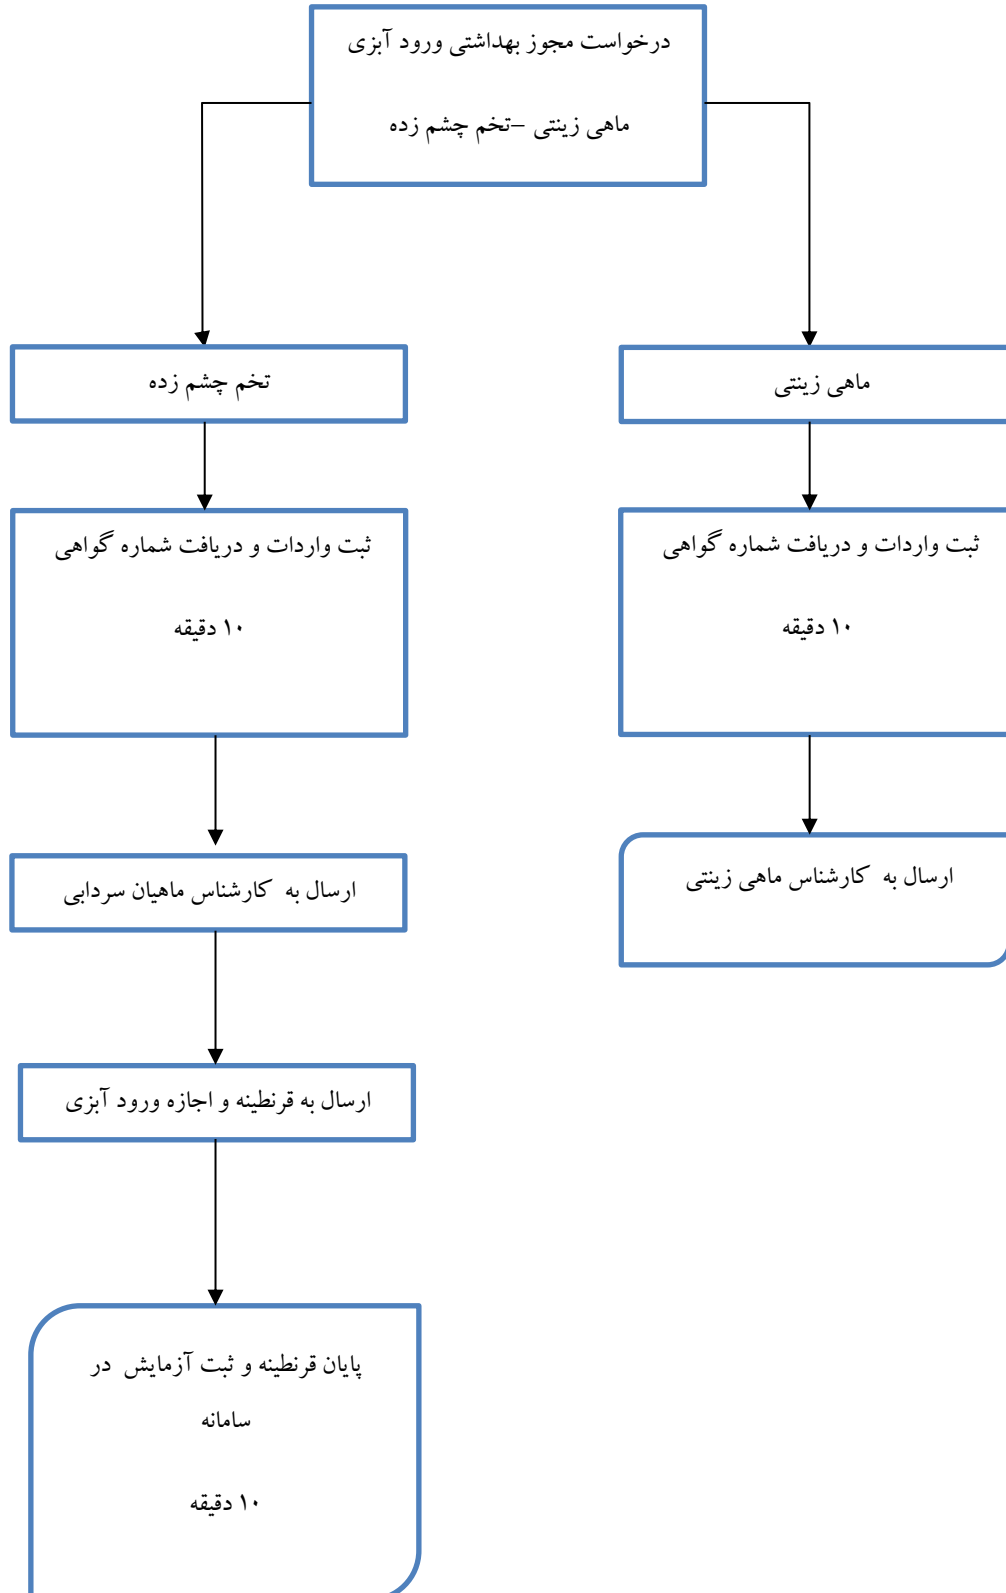 درخواست مجوز بهداشتی ورود آبزی
ماهی زینتی –تخم چشم زده
ماهی زینتی
تخم چشم زده
ثبت واردات و دریافت شماره گواهی
۱۰ دقیقه
ثبت واردات و دریافت شماره گواهی
۱۰ دقیقه
ارسال به کارشناس ماهی زینتی
ارسال به کارشناس ماهیان سردابی
ارسال به قرنطینه و اجازه ورود آبزی
پایان قرنطینه و ثبت آزمایش در
سامانه
۱۰ دقیقه